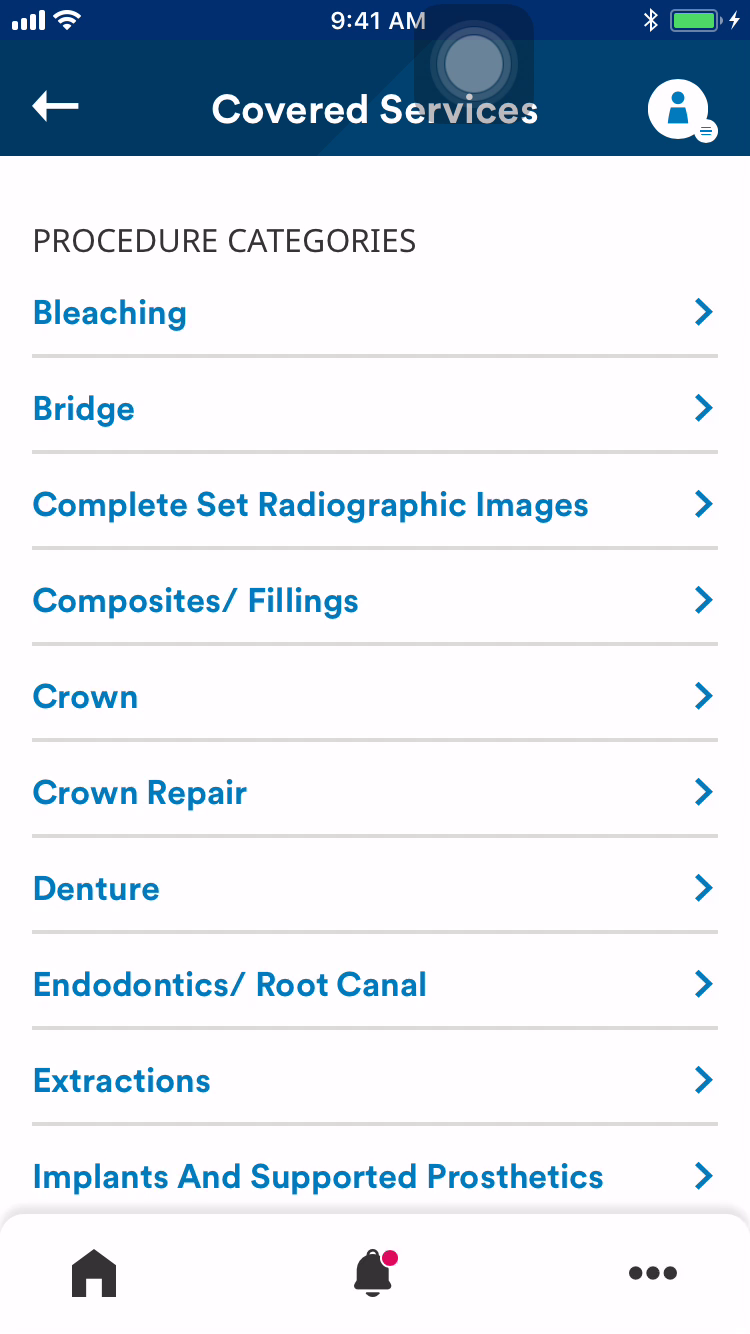 9:41 AM
Covered Services
PROCEDURE CATEGORIES
Bleaching
Bridge
Complete Set Radiographic Images
Composites/ Fillings
Crown
Crown Repair
Denture
Endodontics/ Root Canal
Extractions
Implants And Supported Prosthetics